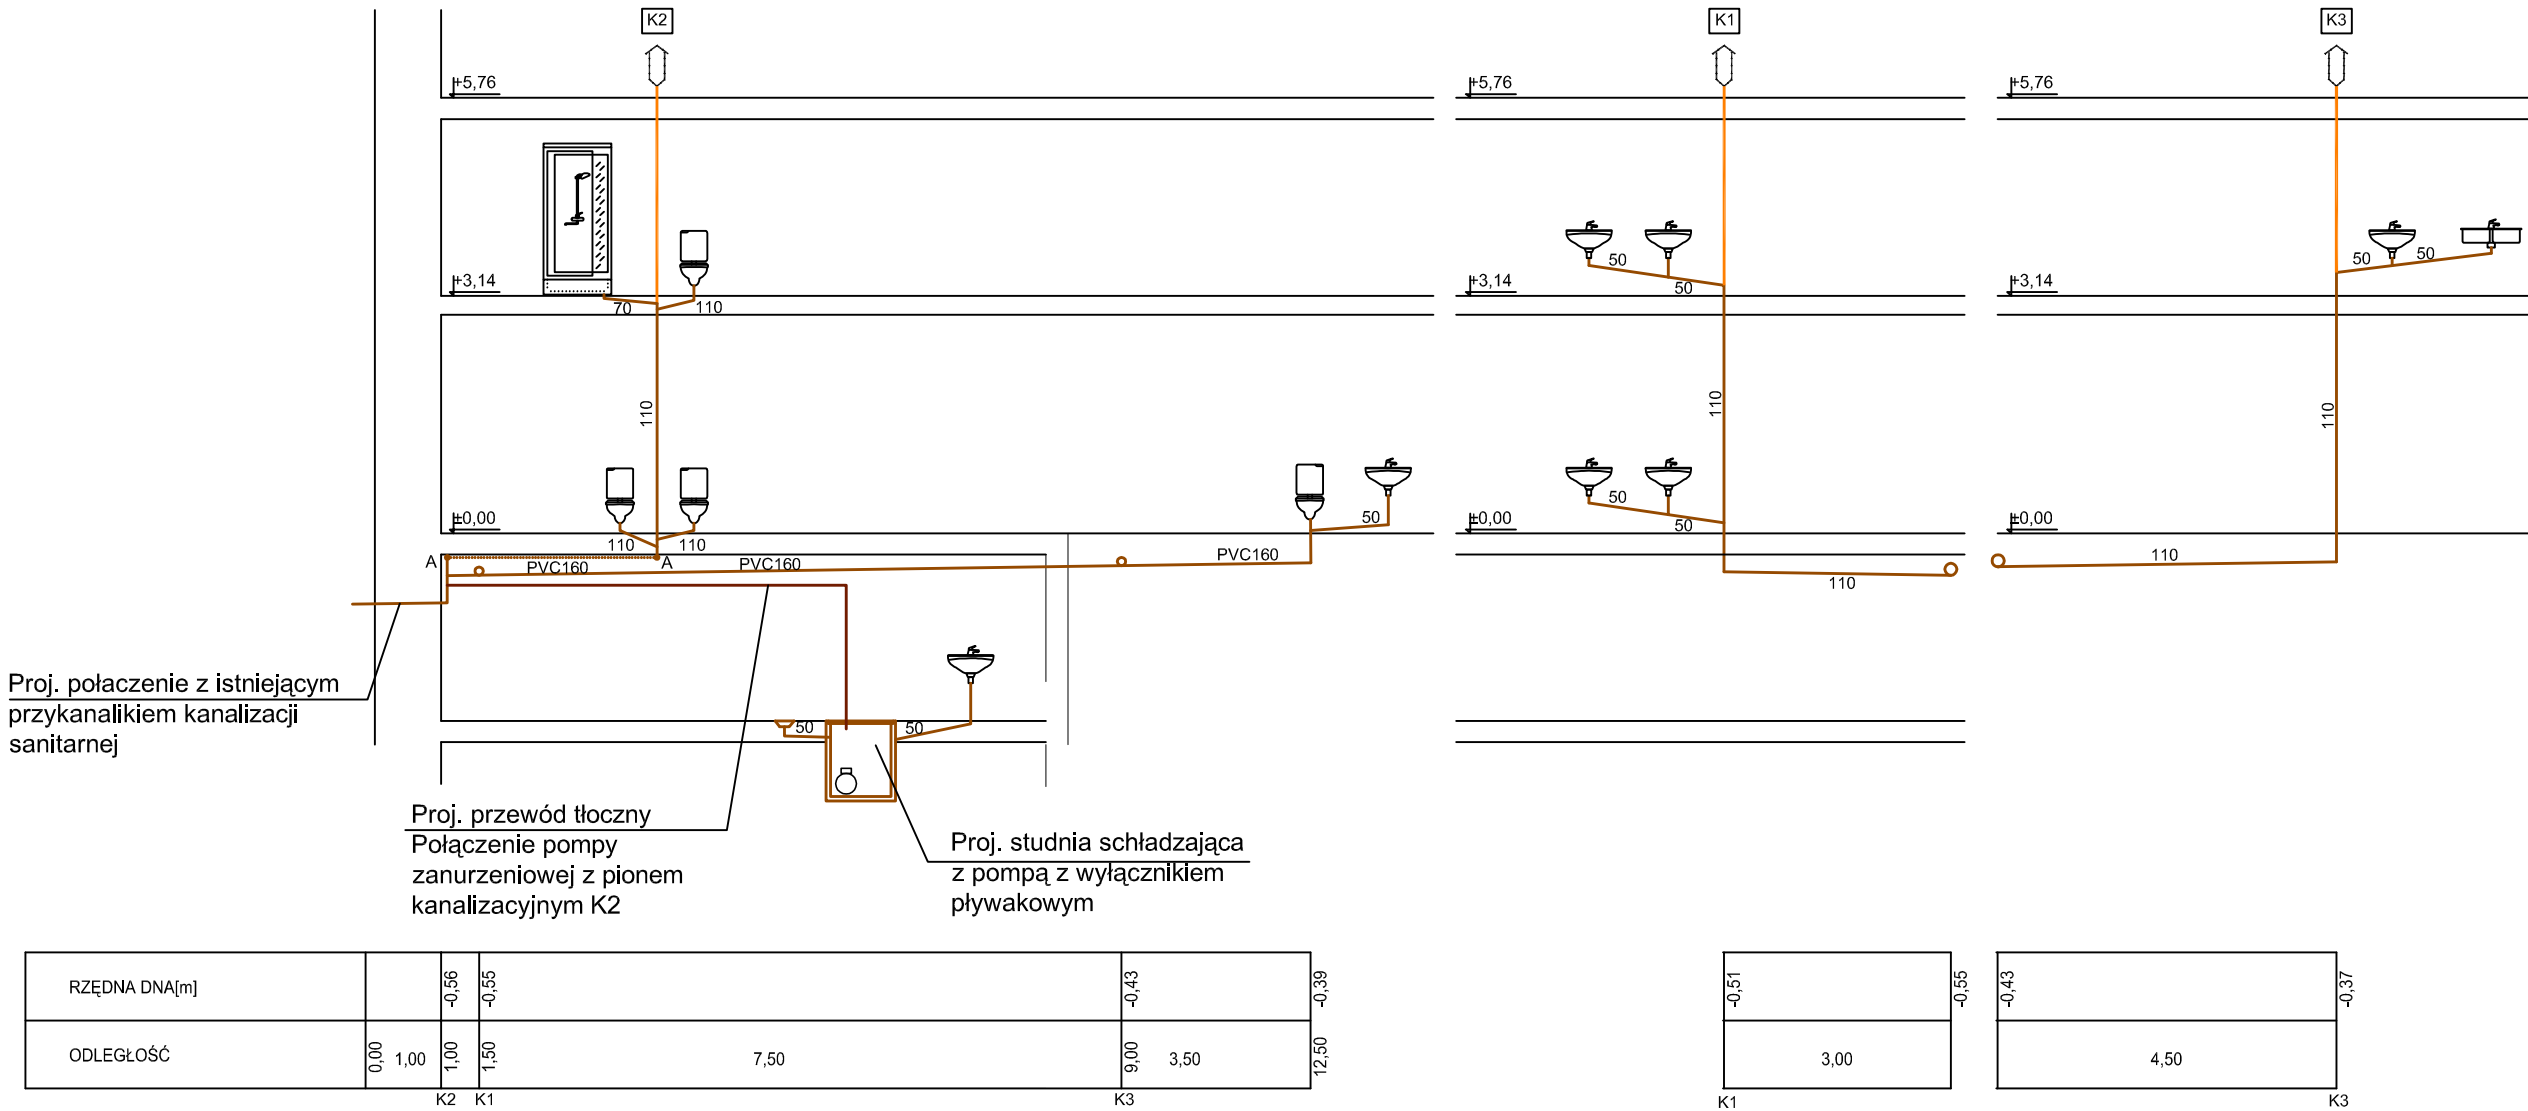 K2
K1
K3
+5,76
+5,76
+5,76
50
50
50
+3,14
+3,14
+3,14
50
70
110
110
110
110
50
50
±0,00
±0,00
±0,00
50
110
110
A
A
PVC160
PVC160
PVC160
110
110
Proj. połaczenie z istniejącym
przykanalikiem kanalizacji
sanitarnej
50
50
Proj. przewód tłoczny
Połączenie pompy
zanurzeniowej z pionem
kanalizacyjnym K2
Proj. studnia schładzająca
z pompą z wyłącznikiem
pływakowym
RZĘDNA DNA[m]
-0,56
-0,55
-0,43
-0,39
-0,51
-0,55
-0,43
-0,37
ODLEGŁOŚĆ
0,00
1,00
1,00
1,50
7,50
9,00
3,50
12,50
3,00
4,50
K2
K1
K3
K1
K3